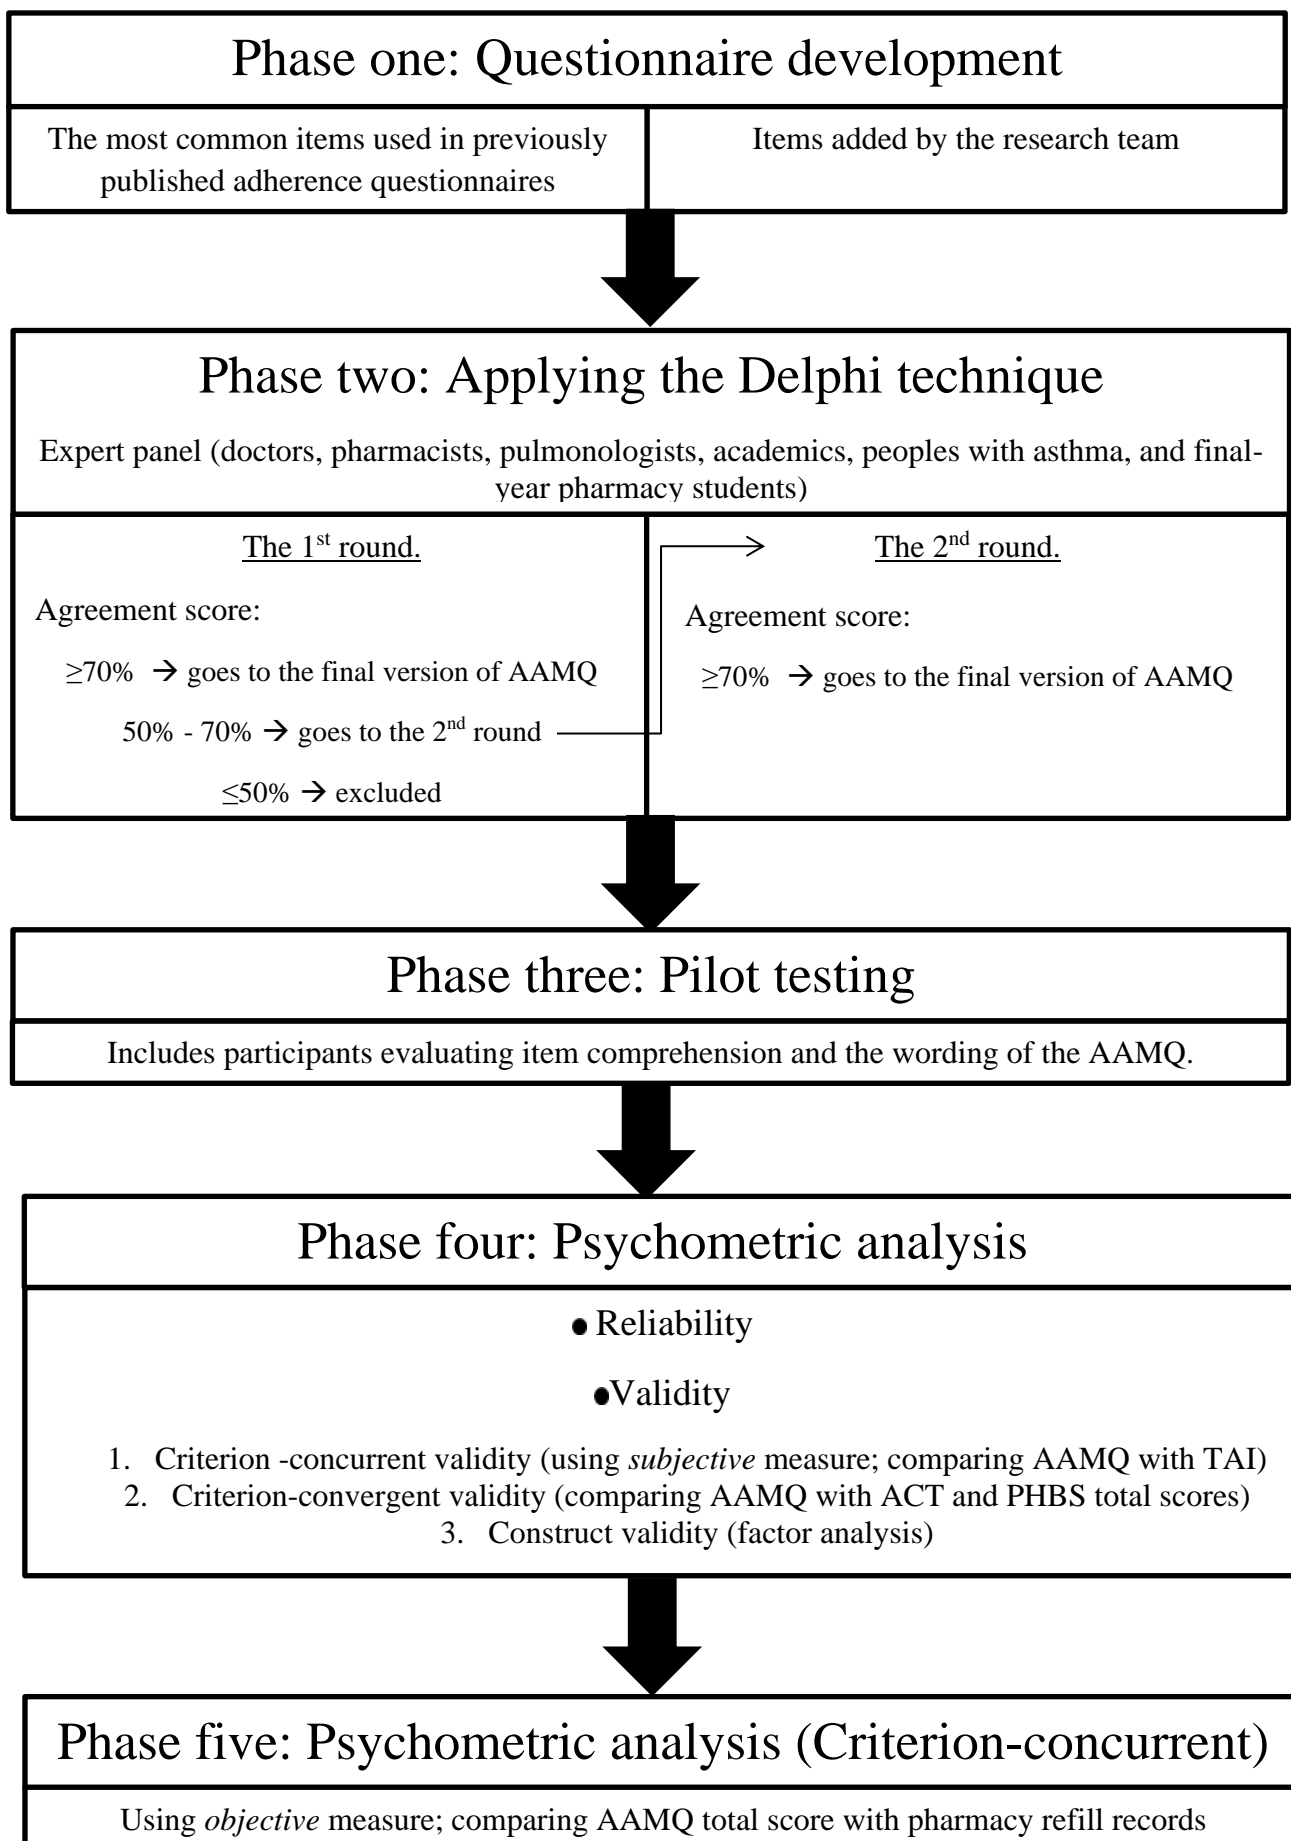 Phase one: Questionnaire development
The most common items used in previously
published adherence questionnaires
Items added by the research team
Phase two: Applying the Delphi technique
Expert panel (doctors, pharmacists, pulmonologists, academics, peoples with asthma, and final-
year pharmacy students)
The 1st round.
Agreement score:
≥70% → goes to the final version of AAMQ
50% - 70% → goes to the 2nd round
≤50% → excluded
The 2nd round.
Agreement score:
≥70% → goes to the final version of AAMQ
Phase three: Pilot testing
Includes participants evaluating item comprehension and the wording of the AAMQ.
Phase four: Psychometric analysis
● Reliability
●Validity
1. Criterion -concurrent validity (using subjective measure; comparing AAMQ with TAI)
2. Criterion-convergent validity (comparing AAMQ with ACT and PHBS total scores)
3. Construct validity (factor analysis)
Phase five: Psychometric analysis (Criterion-concurrent)
Using objective measure; comparing AAMQ total score with pharmacy refill records